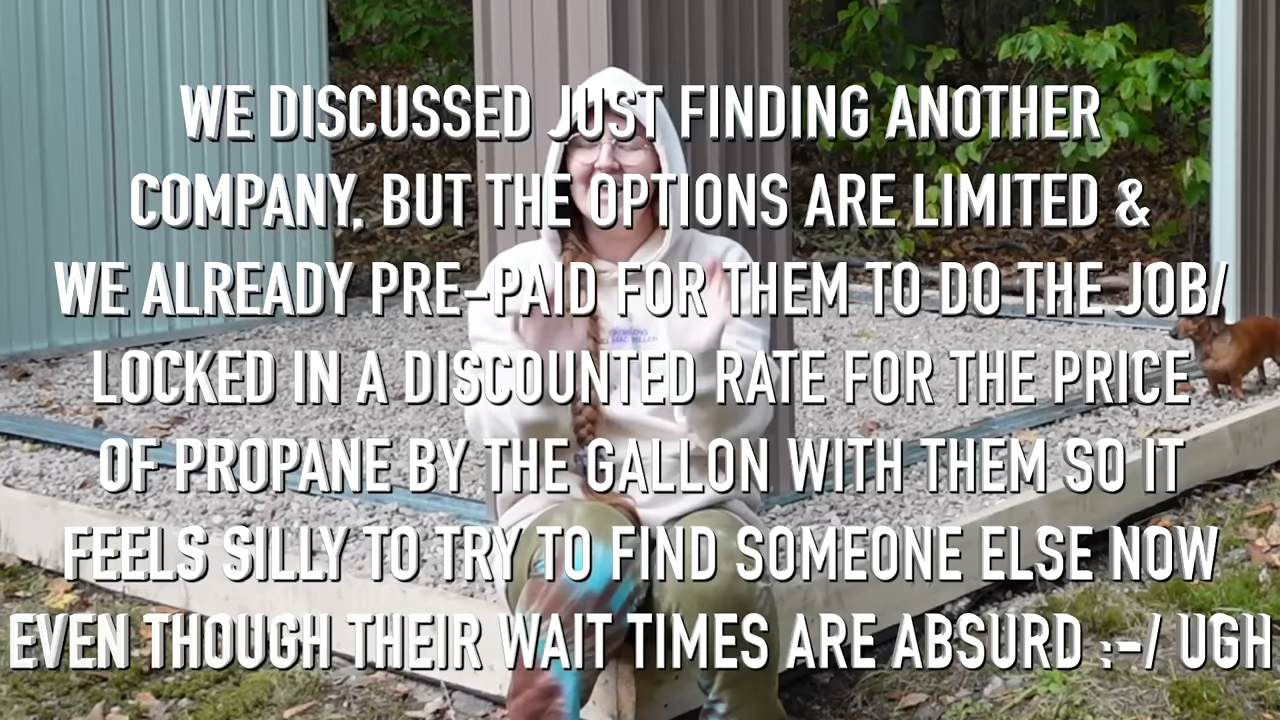 WE DISCUSSED JUST FINDING ANOTHER
COMPANY, BUT THE OPTIONS ARE LIMITED &
WE ALREADY PRE-PAID FOR THEM TO DO THE JOB/
LOCKED IN A DISCOUNTED RATE FOR THE PRICE
OF PROPANE BY THE GALLON WITH THEM SO IT
FEELS SILLY TO TRY TO FIND SOMEONE ELSE NOW
EVEN THOUGH THEIR WAIT TIMES ARE ABSURD :-/ UGH